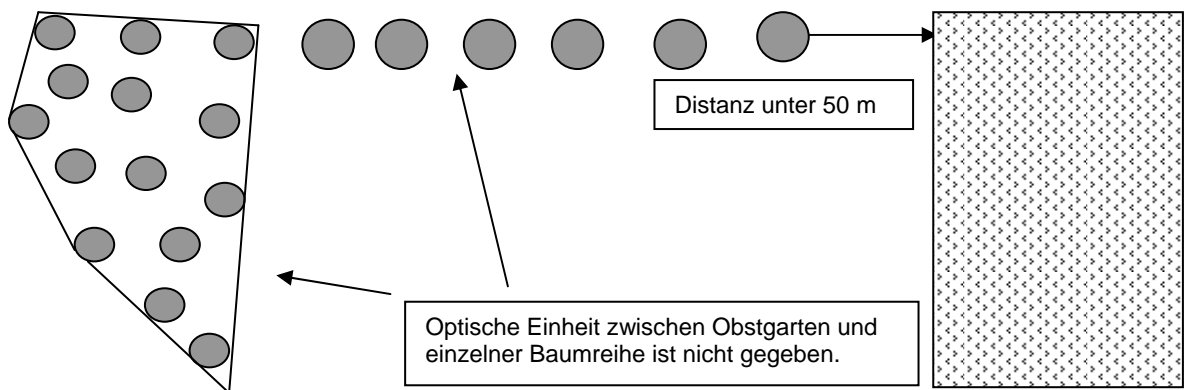 Distanz unter 50 m
Optische Einheit zwischen Obstgarten und
einzelner Baumreihe ist nicht gegeben.